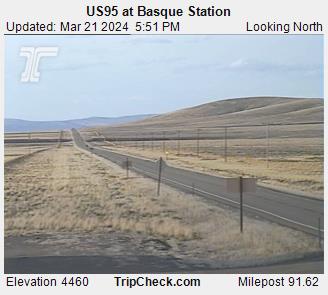 US95 at Basque Station
Updated: Mar 21 2024 5:51 PM Looking North
Elevation 4460 TripCheck.com Milepost 91.62